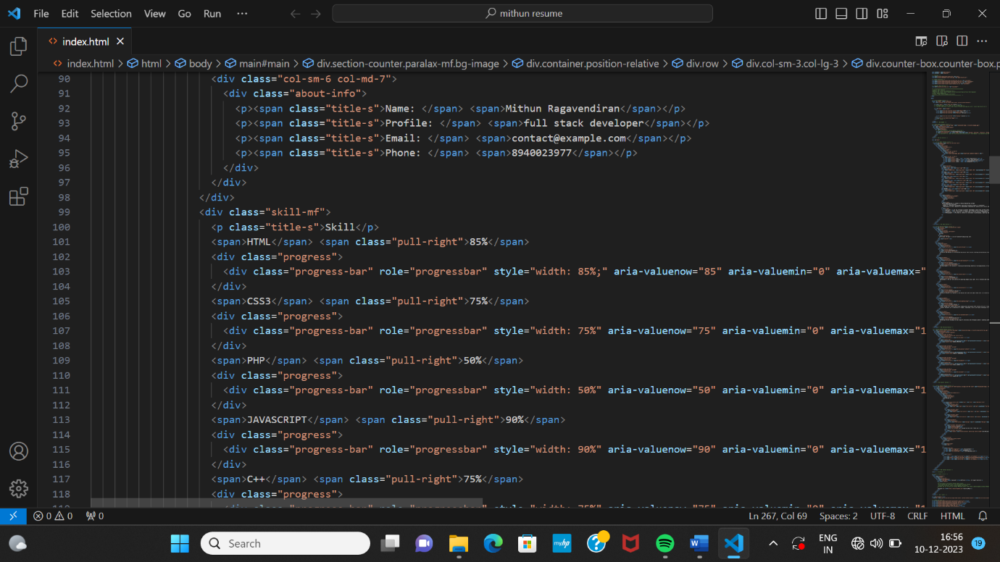 File Edit Selection View Go Run ··· mithun resume
index.html
index.html > html > body > main#main > div.section-counter.paralax-mf.bg-image > div.container.position-relative > div.row > div.col-sm-3.col-lg-3 > div.counter-box.counter-box.p
90 <div class="col-sm-6 col-md-7">
91 <div class="about-info">
92 <p><span class="title-s">Name: </span> <span>Mithun Ragavendiran</span></p>
93 <p><span class="title-s">Profile: </span> <span>full stack developer</span></p>
94 <p><span class="title-s">Email: </span> <span>contact@example.com</span></p>
95 <p><span class="title-s">Phone: </span> <span>8940023977</span></p>
96 </div>
97 </div>
98 </div>
99 <div class="skill-mf">
100 <p class="title-s">Skill</p>
101 <span>HTML</span> <span class="pull-right">85%</span>
102 <div class="progress">
103 <div class="progress-bar" role="progressbar" style="width: 85%;" aria-valuenow="85" aria-valuemin="0" aria-valuemax="
104 </div>
105 <span>CSS3</span> <span class="pull-right">75%</span>
106 <div class="progress">
107 <div class="progress-bar" role="progressbar" style="width: 75%" aria-valuenow="75" aria-valuemin="0" aria-valuemax="1
108 </div>
109 <span>PHP</span> <span class="pull-right">50%</span>
110 <div class="progress">
111 <div class="progress-bar" role="progressbar" style="width: 50%" aria-valuenow="50" aria-valuemin="0" aria-valuemax="1
112 </div>
113 <span>JAVASCRIPT</span> <span class="pull-right">90%</span>
114 <div class="progress">
115 <div class="progress-bar" role="progressbar" style="width: 90%" aria-valuenow="90" aria-valuemin="0" aria-valuemax="1
116 </div>
117 <span>C++</span> <span class="pull-right">75%</span>
118 <div class="progress">
0 0 0 Ln 267, Col 69 Spaces: 2 UTF-8 CRLF HTML
Search myhp W ENG IN 16:56 10-12-2023 19